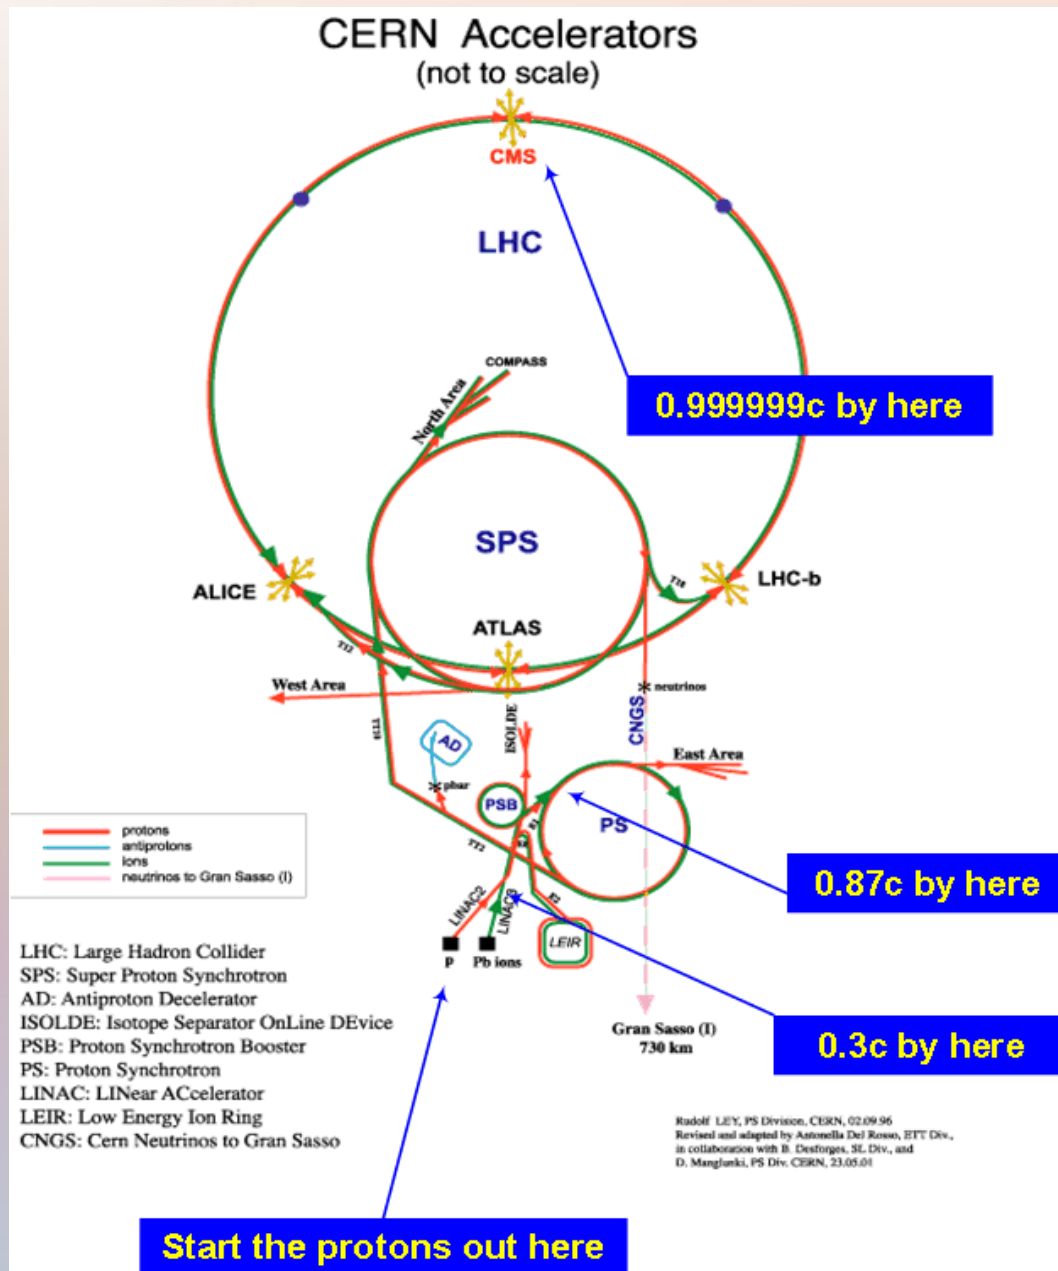 CERN Accelerators
(not to scale)
CMS
LHC
COMPASS
North Area
0.999999c by here
SPS
ALICE
TI8
LHC-b
ATLAS
TI2
West Area
neutrinos
CNGS
ISOLDE
TT10
AD
East Area
pbar
PSB
PS
TT2
protons
antiprotons
ions
neutrinos to Gran Sasso (I)
0.87c by here
LINAC2
LINAC3
E2
LEIR
p
Pb ions
LHC: Large Hadron Collider
SPS: Super Proton Synchrotron
AD: Antiproton Decelerator
ISOLDE: Isotope Separator OnLine DEvice
PSB: Proton Synchrotron Booster
PS: Proton Synchrotron
LINAC: LINear ACcelerator
LEIR: Low Energy Ion Ring
CNGS: Cern Neutrinos to Gran Sasso
Gran Sasso (I)
730 km
0.3c by here
Rudolf LEY, PS Division, CERN, 02.09.96
Revised and adapted by Antonella Del Rosso, ETT Div.,
in collaboration with B. Desforges, SL Div., and
D. Manglunki, PS Div. CERN, 23.05.01
Start the protons out here